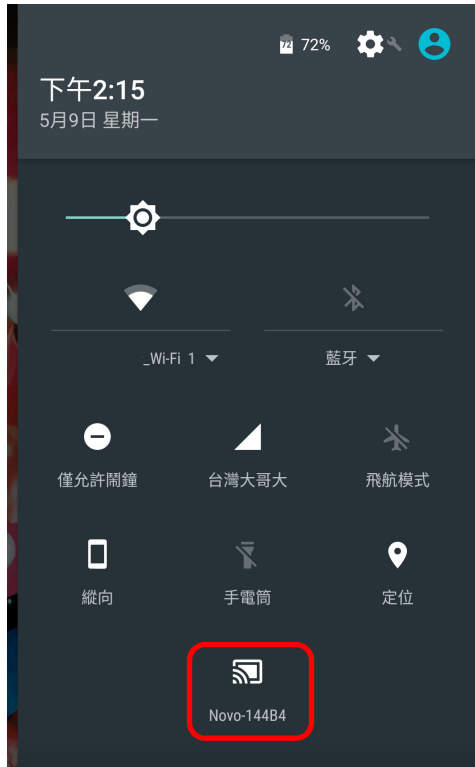 72 72%
下午2:15
5月9日 星期一
_Wi-Fi 1
藍牙
僅允許鬧鐘
台灣大哥大
飛航模式
縱向
手電筒
定位
Novo-144B4